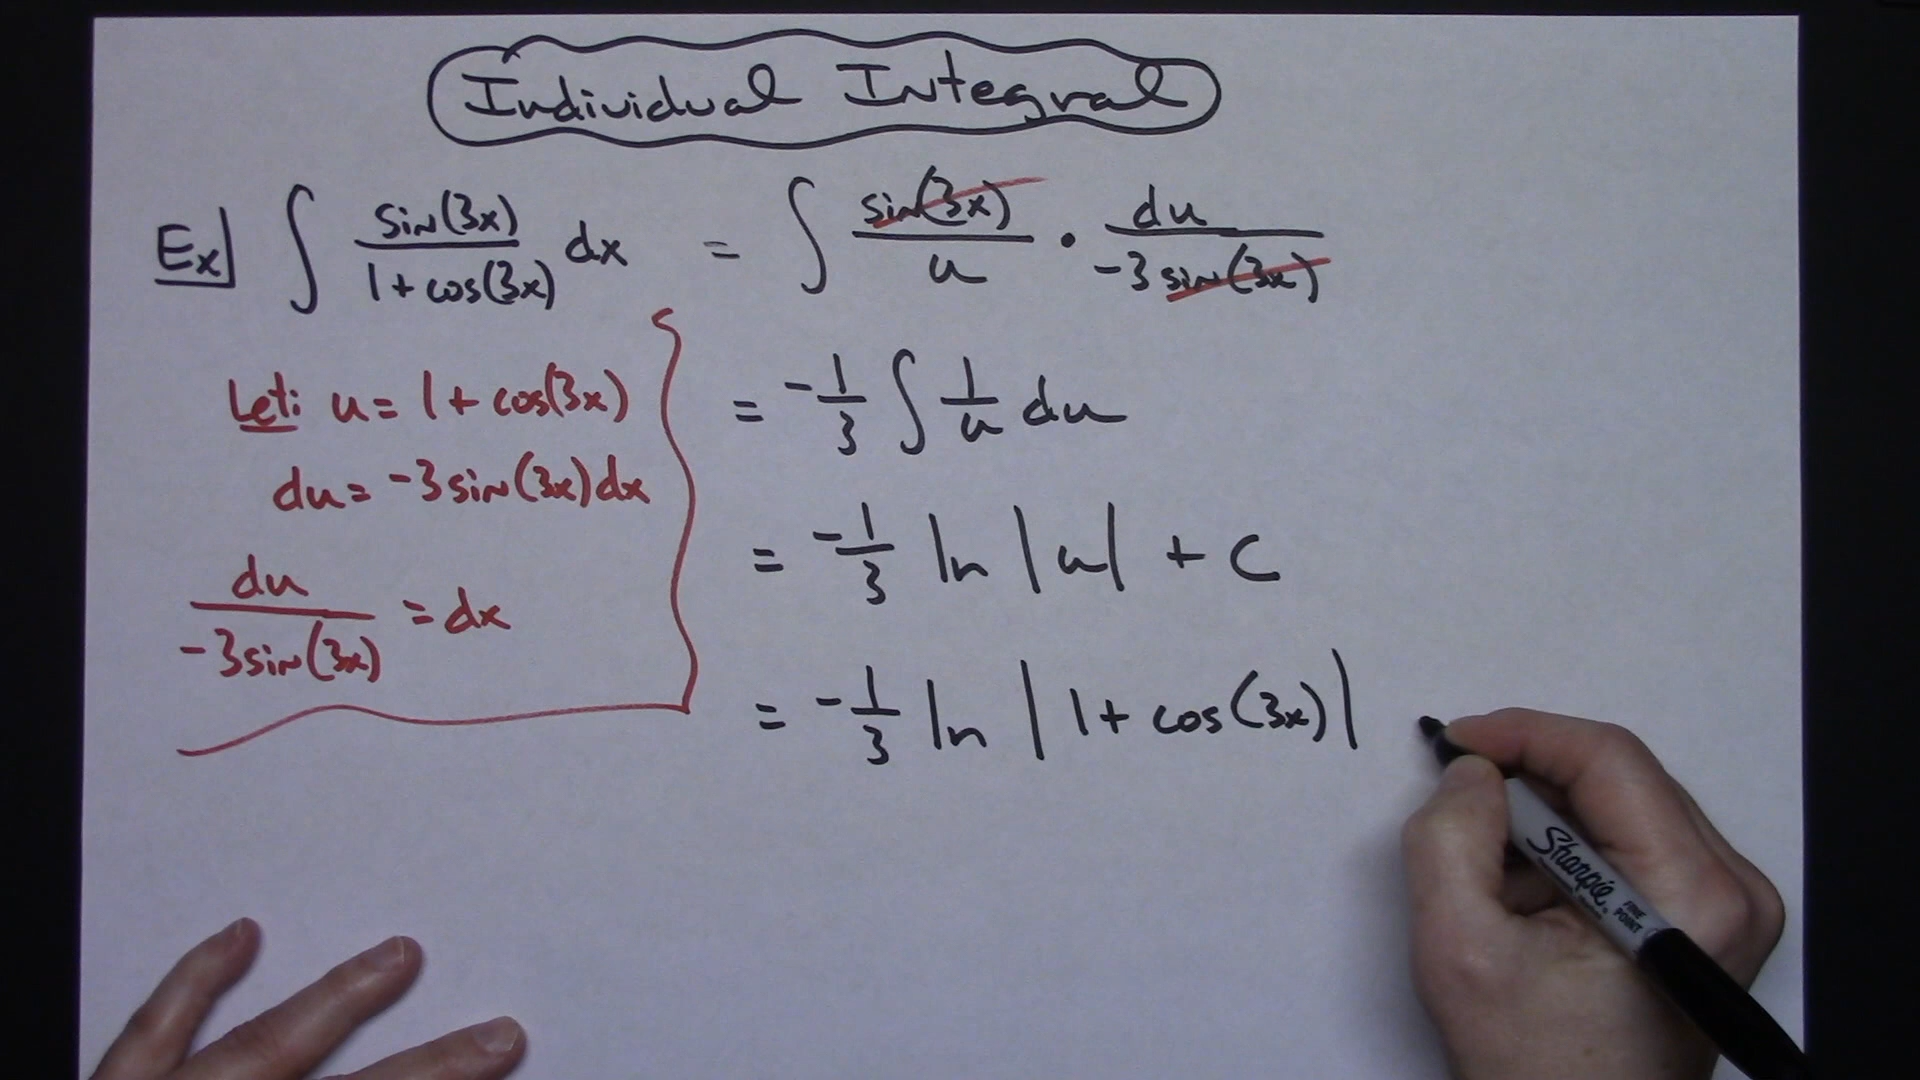 Individual Integral
Ex ∫ sin(3x)/(1+cos(3x)) dx = ∫ sin(3x)/u · du/(-3sin(3x))
Let: u = 1 + cos(3x)
du = -3sin(3x)dx
du/(-3sin(3x)) = dx
= -1/3 ∫ 1/u du
= -1/3 ln |u| + C
= -1/3 ln | 1 + cos(3x)|
Sharpie
FINE
POINT